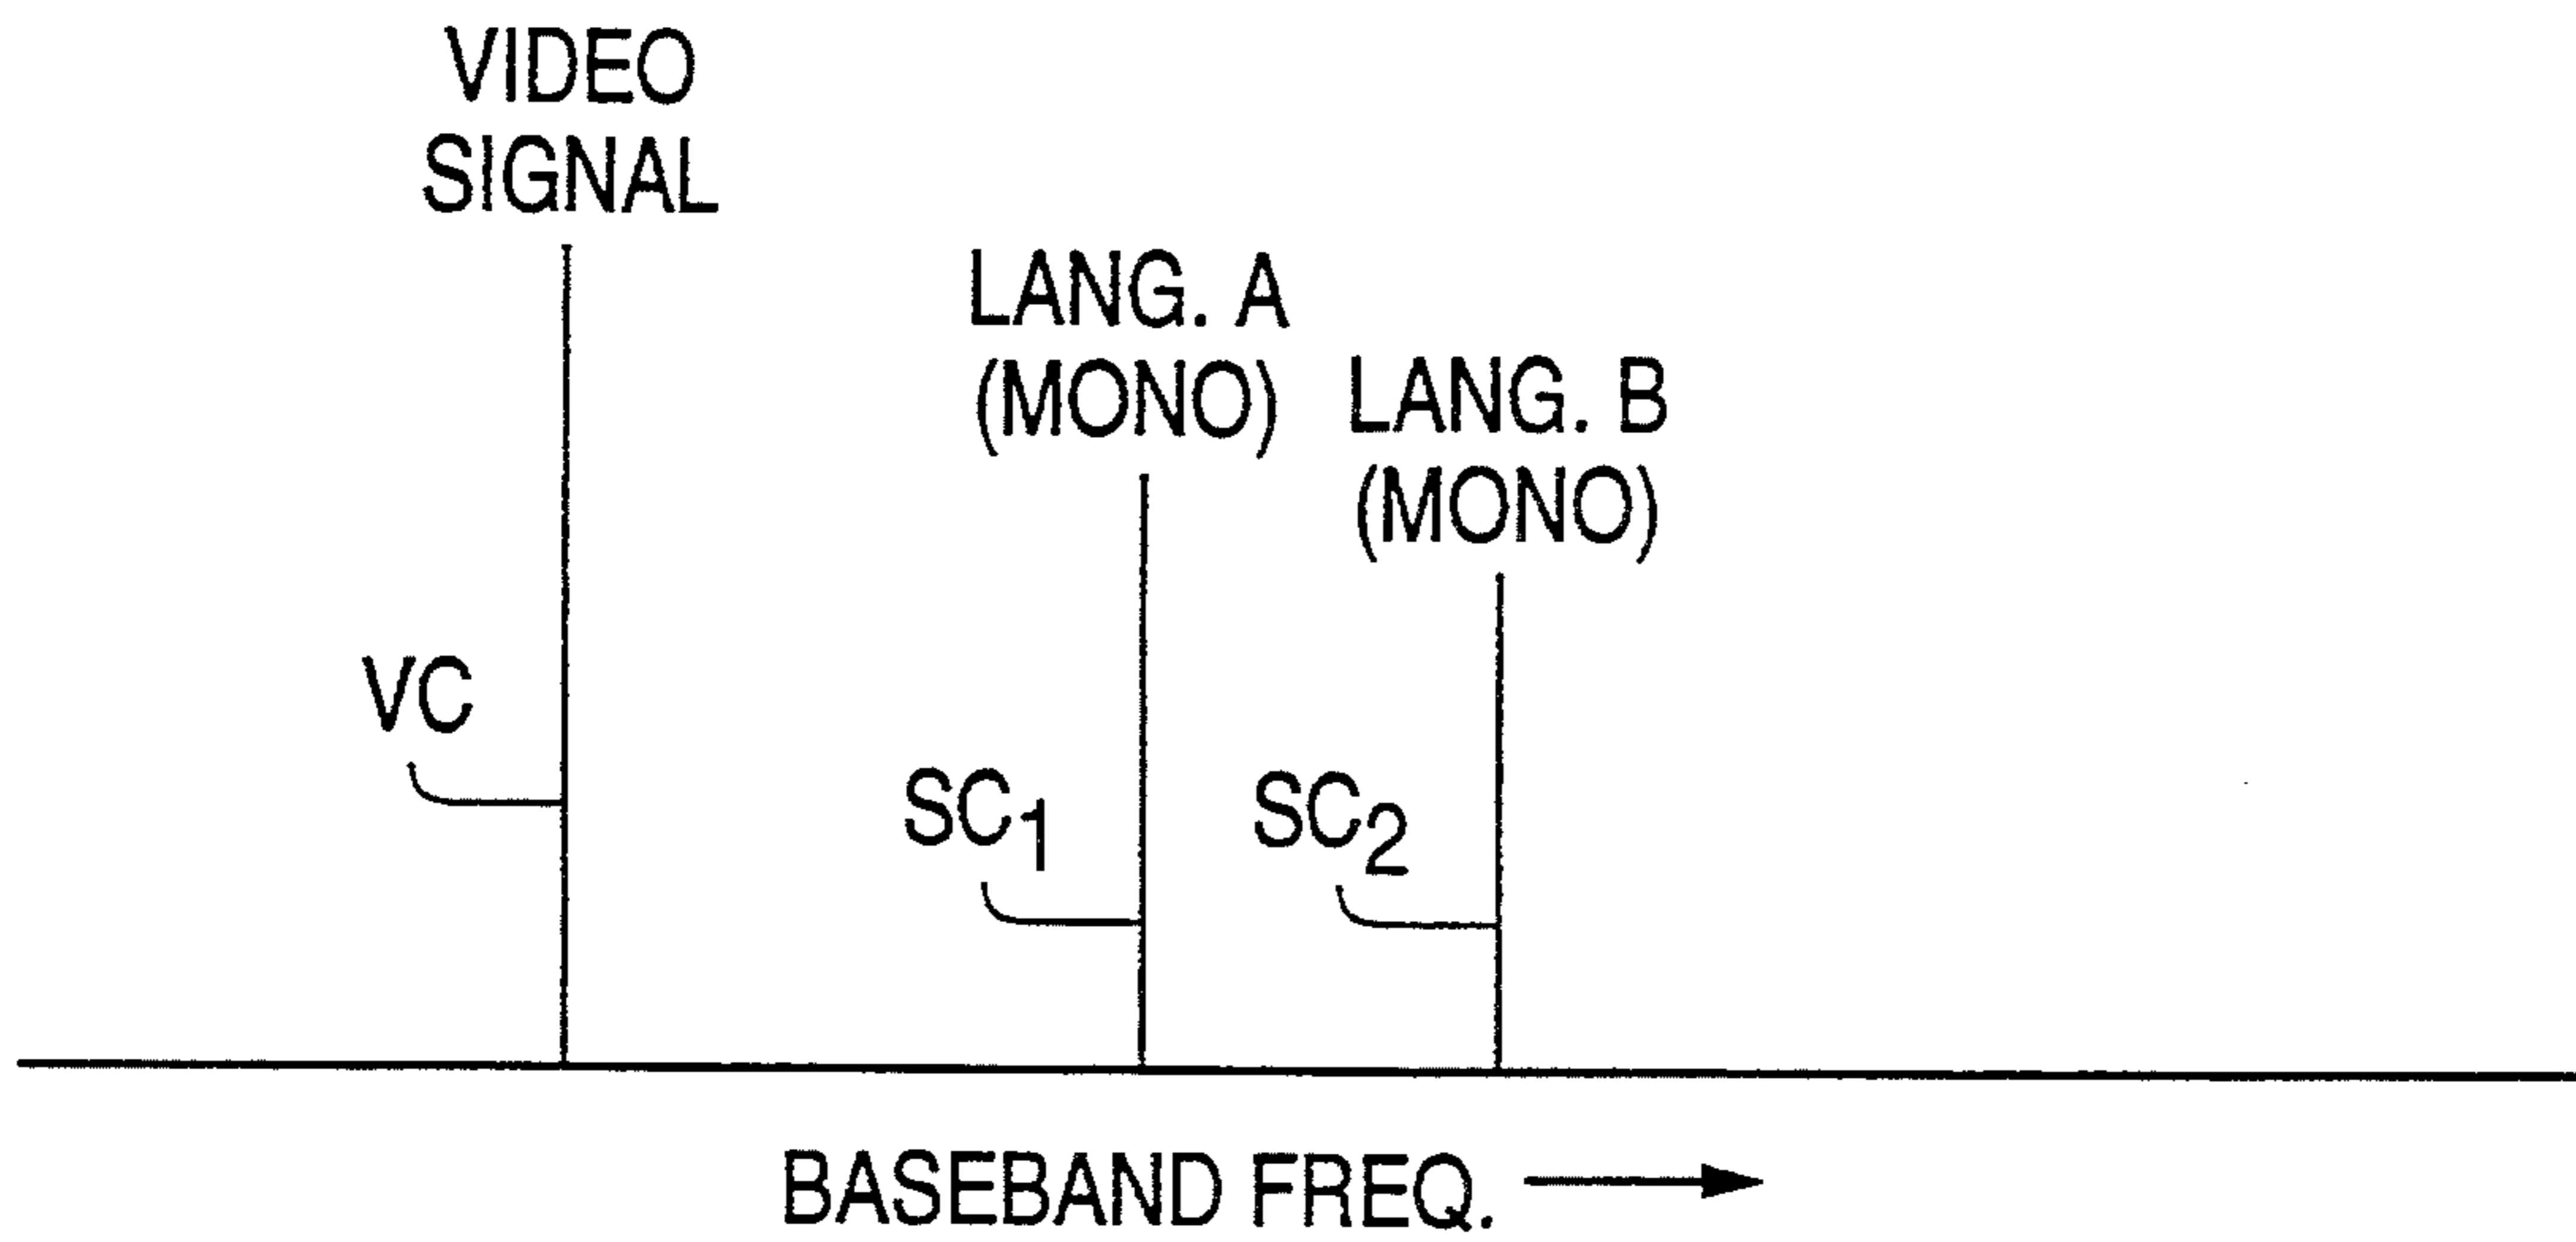 VIDEO
SIGNAL
LANG. A
(MONO)
LANG. B
(MONO)
VC
SC1
SC2
BASEBAND FREQ.